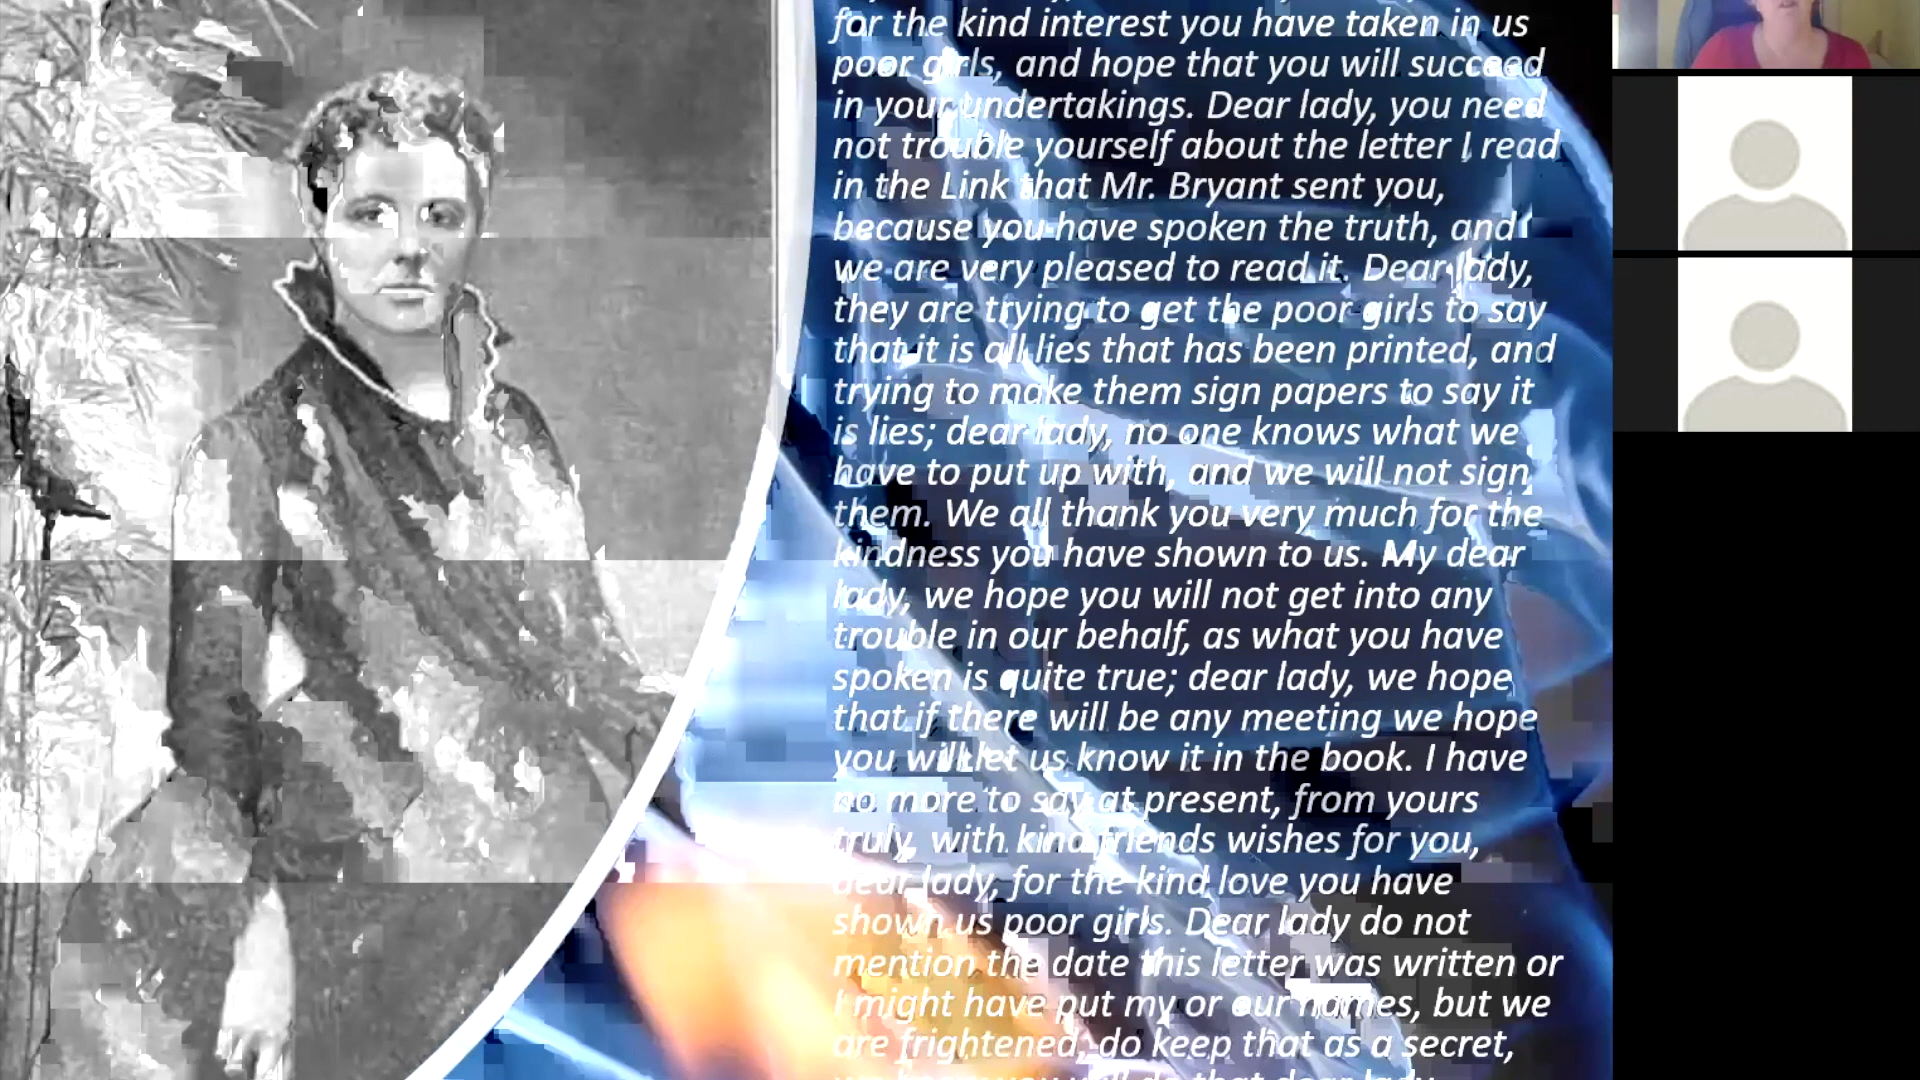 for the kind interest you have taken in us
poor girls, and hope that you will succeed
in your undertakings. Dear lady, you need
not trouble yourself about the letter I read
in the Link that Mr. Bryant sent you,
because you have spoken the truth, and
we are very pleased to read it. Dear lady,
they are trying to get the poor girls to say
that it is all lies that has been printed, and
trying to make them sign papers to say it
is lies; dear lady, no one knows what we
have to put up with, and we will not sign
them. We all thank you very much for the
kindness you have shown to us. My dear
lady, we hope you will not get into any
trouble in our behalf, as what you have
spoken is quite true; dear lady, we hope
that if there will be any meeting we hope
you will let us know it in the book. I have
no more to say at present, from yours
truly, with kind friends wishes for you,
dear lady, for the kind love you have
shown us poor girls. Dear lady do not
mention the date this letter was written or
I might have put my or our names, but we
are frightened, do keep that as a secret,